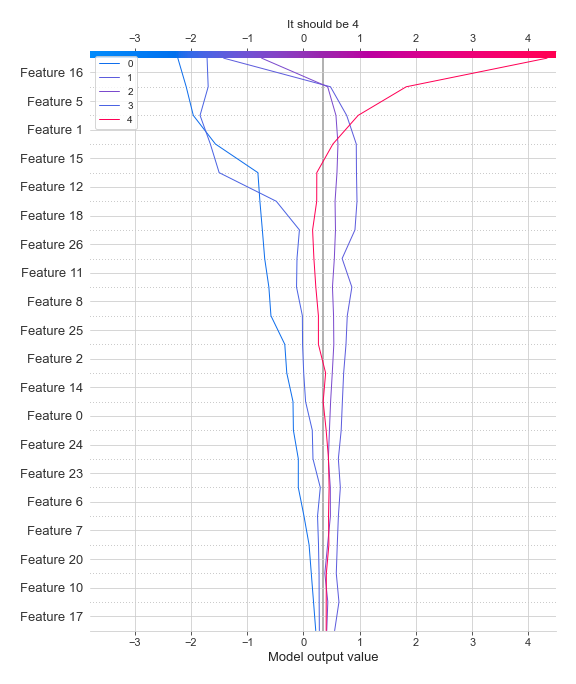 It should be 4
−3 −2 −1 0 1 2 3 4
0
1
2
3
4
Feature 16
Feature 5
Feature 1
Feature 15
Feature 12
Feature 18
Feature 26
Feature 11
Feature 8
Feature 25
Feature 2
Feature 14
Feature 0
Feature 24
Feature 23
Feature 6
Feature 7
Feature 20
Feature 10
Feature 17
−3 −2 −1 0 1 2 3 4
Model output value